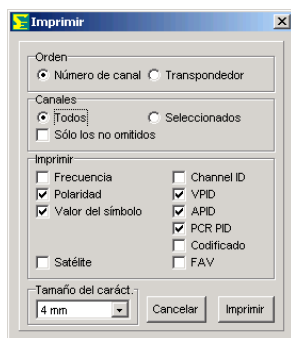 Imprimir
Orden
Número de canal Transpondedor
Canales
Todos Seleccionados
Sólo los no omitidos
Imprimir
Frecuencia Channel ID
Polaridad VPID
Valor del símbolo APID
PCR PID
Codificado
Satélite FAV
Tamaño del caráct.
4 mm Cancelar Imprimir